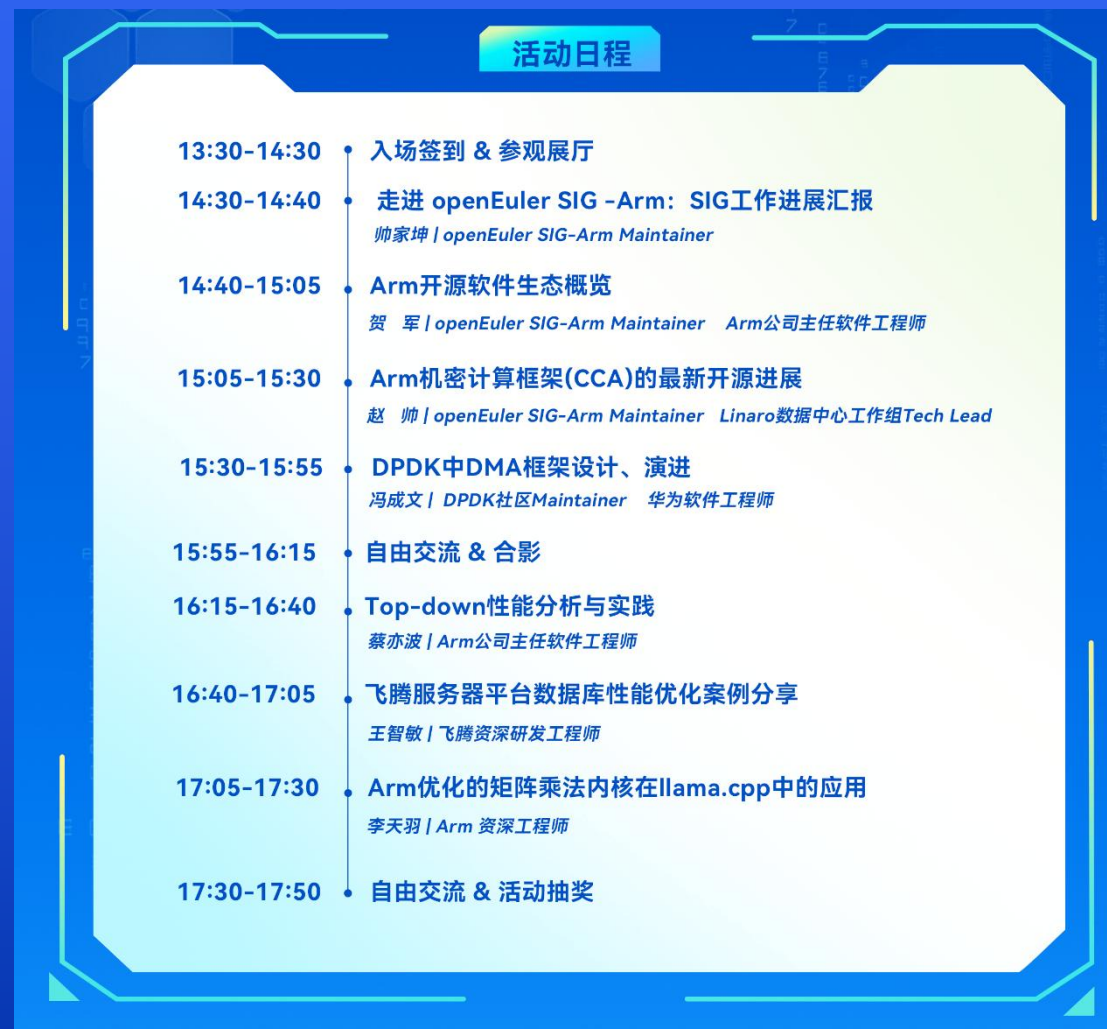 活动日程
13:30-14:30 入场签到 & 参观展厅
14:30-14:40 走进 openEuler SIG -Arm：SIG工作进展汇报
帅家坤 | openEuler SIG-Arm Maintainer
14:40-15:05 Arm开源软件生态概览
贺 军 | openEuler SIG-Arm Maintainer Arm公司主任软件工程师
15:05-15:30 Arm机密计算框架(CCA)的最新开源进展
赵 帅 | openEuler SIG-Arm Maintainer Linaro数据中心工作组Tech Lead
15:30-15:55 DPDK中DMA框架设计、演进
冯成文 | DPDK社区Maintainer 华为软件工程师
15:55-16:15 自由交流 & 合影
16:15-16:40 Top-down性能分析与实践
蔡亦波 | Arm公司主任软件工程师
16:40-17:05 飞腾服务器平台数据库性能优化案例分享
王智敏 | 飞腾资深研发工程师
17:05-17:30 Arm优化的矩阵乘法内核在llama.cpp中的应用
李天羽 | Arm 资深工程师
17:30-17:50 自由交流 & 活动抽奖